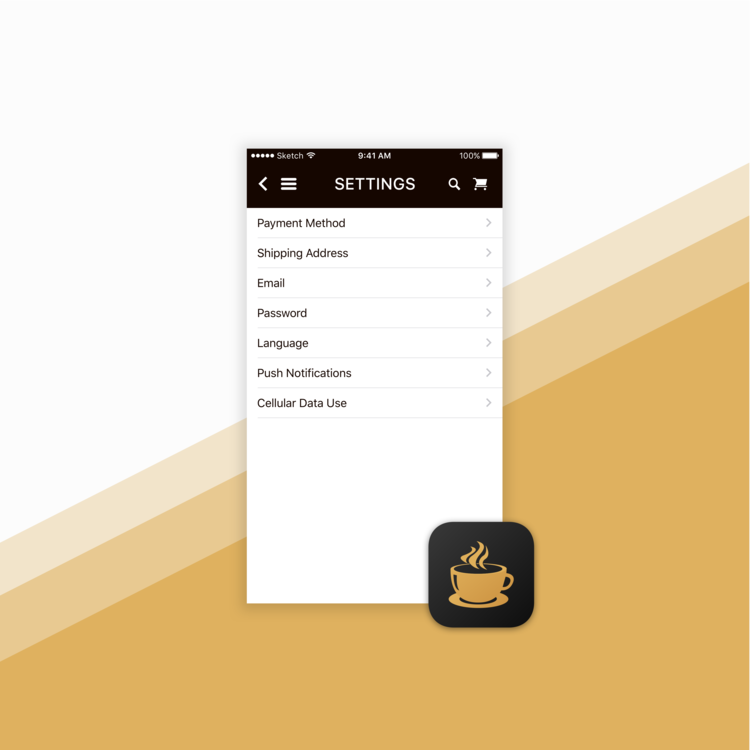 Sketch 9:41 AM 100%
SETTINGS
Payment Method
Shipping Address
Email
Password
Language
Push Notifications
Cellular Data Use